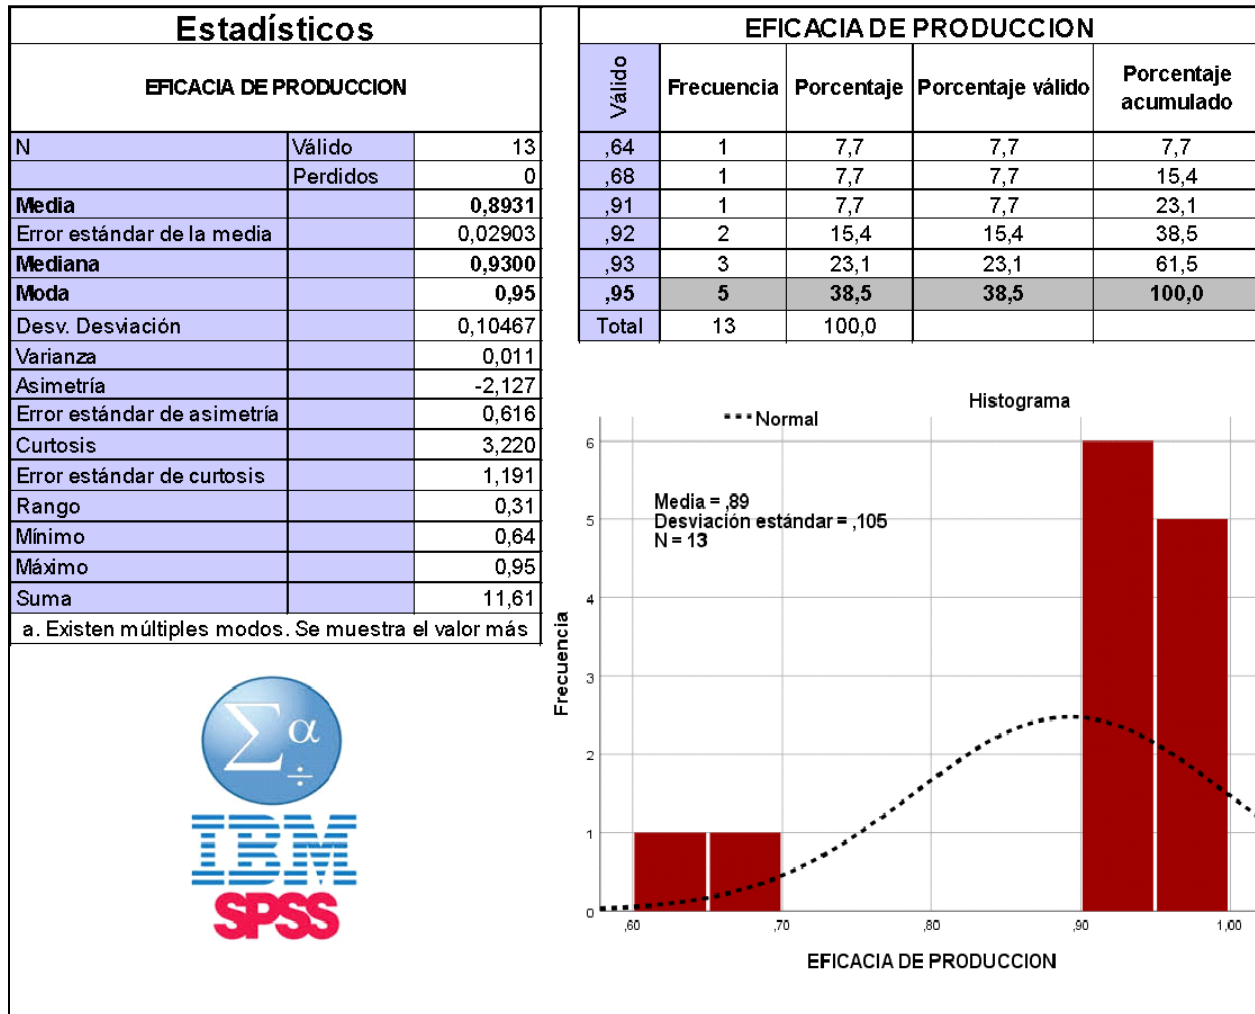 Estadísticos
EFICACIA DE PRODUCCION
N Válido 13
Perdidos 0
Media 0,8931
Error estándar de la media 0,02903
Mediana 0,9300
Moda 0,95
Desv. Desviación 0,10467
Varianza 0,011
Asimetría -2,127
Error estándar de asimetría 0,616
Curtosis 3,220
Error estándar de curtosis 1,191
Rango 0,31
Mínimo 0,64
Máximo 0,95
Suma 11,61
a. Existen múltiples modos. Se muestra el valor más
EFICACIA DE PRODUCCION
Válido Frecuencia Porcentaje Porcentaje válido Porcentaje acumulado
,64 1 7,7 7,7 7,7
,68 1 7,7 7,7 15,4
,91 1 7,7 7,7 23,1
,92 2 15,4 15,4 38,5
,93 3 23,1 23,1 61,5
,95 5 38,5 38,5 100,0
Total 13 100,0
Histograma
Normal
Media = ,89
Desviación estándar = ,105
N = 13
Frecuencia
6
5
4
3
2
1
0
,60 ,70 ,80 ,90 1,00
EFICACIA DE PRODUCCION
Σ α ÷
IBM
SPSS